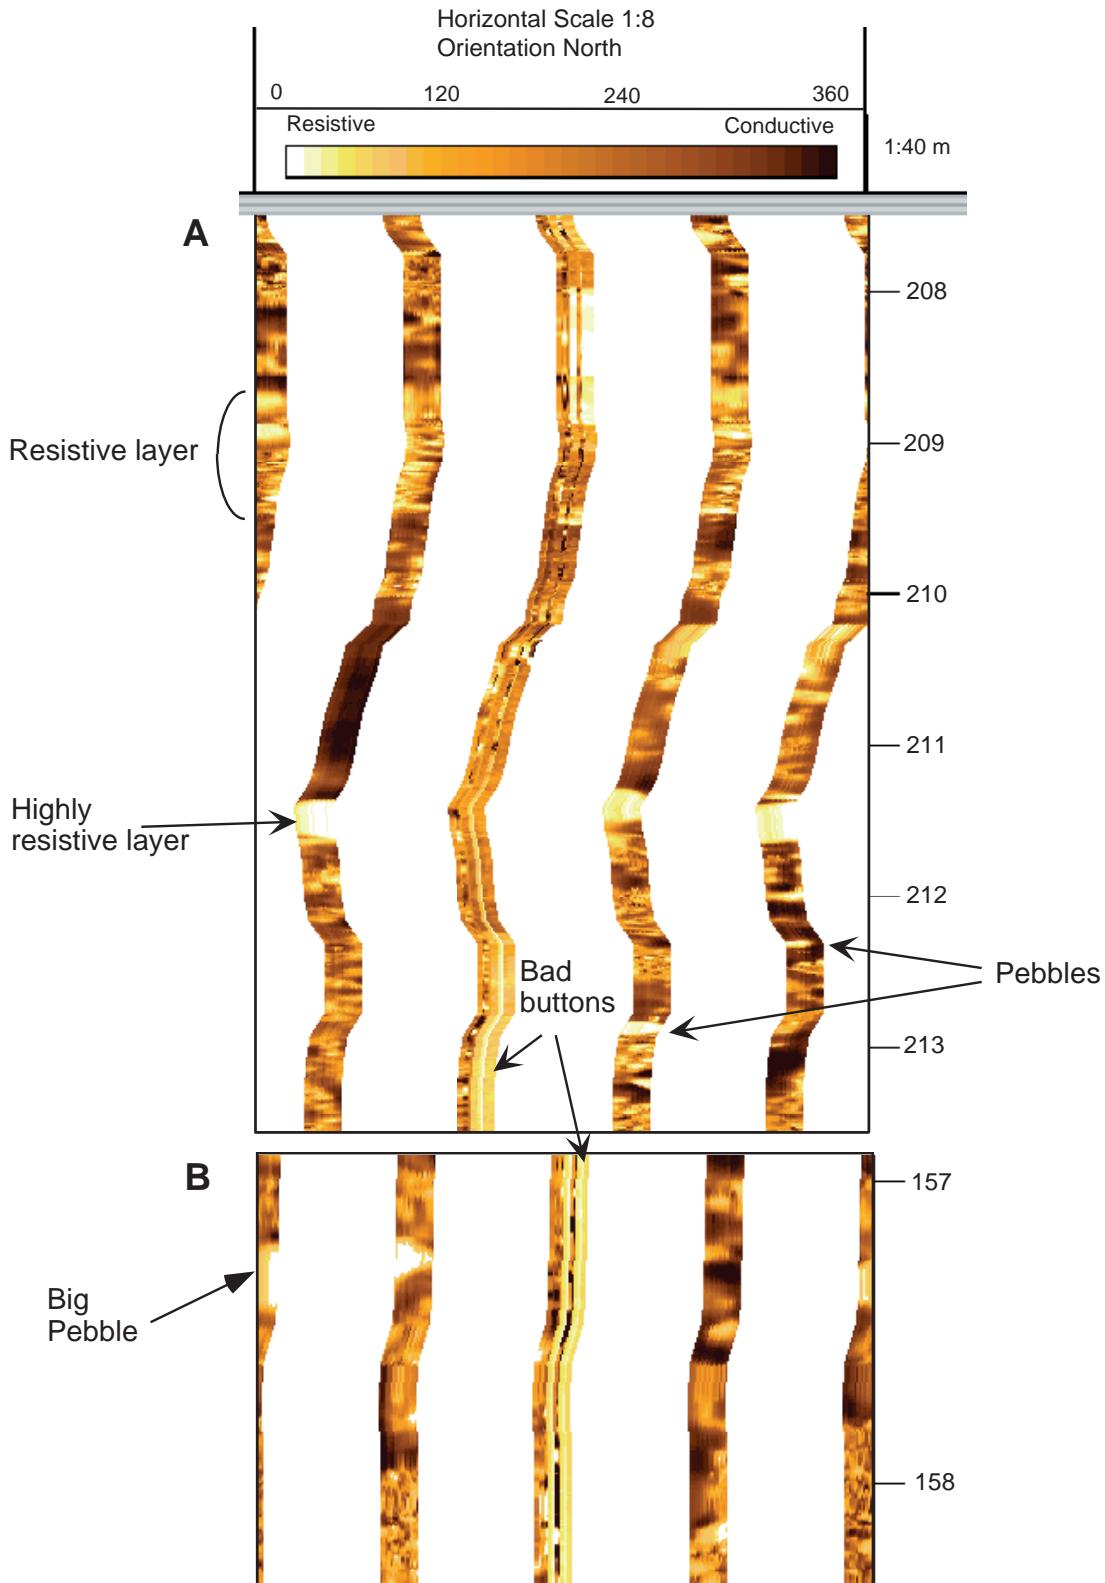 Horizontal Scale 1:8
Orientation North
0 120 240 360
Resistive Conductive
1:40 m
A
208
Resistive layer
209
210
211
Highly
resistive layer
212
Bad
buttons
Pebbles
213
B
157
Big
Pebble
158